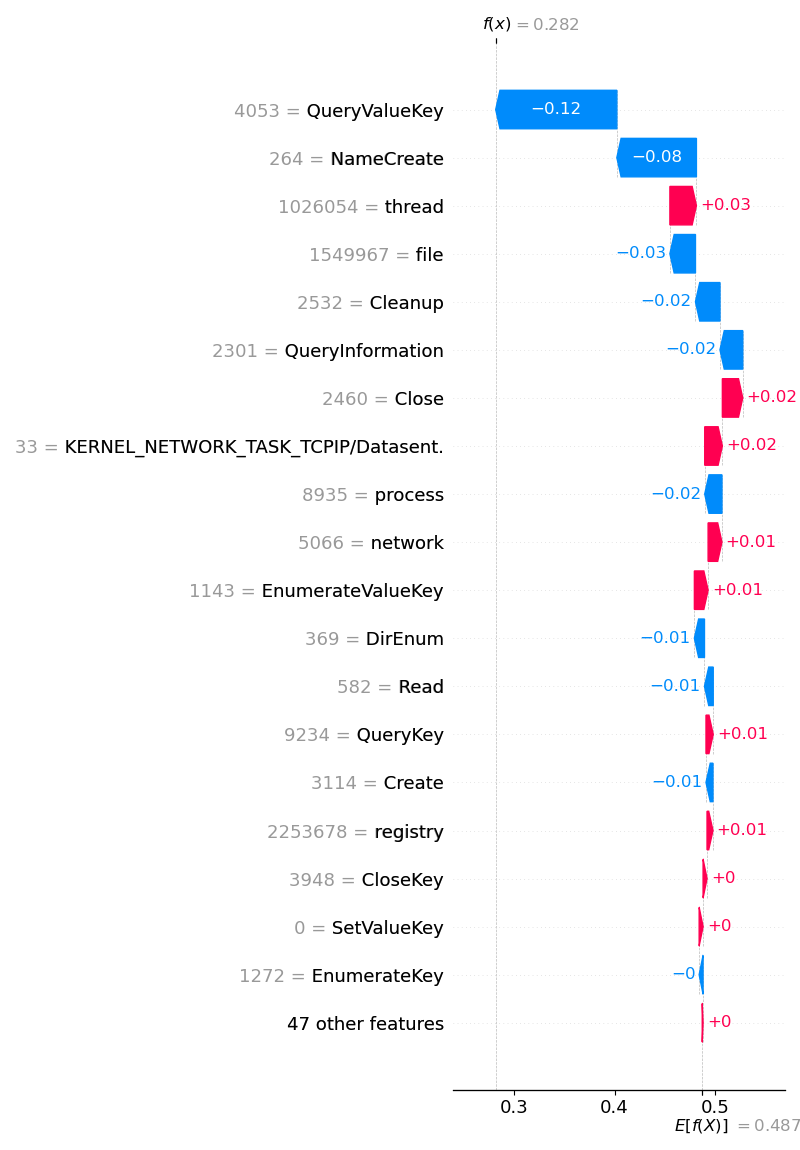 f(x) = 0.282
4053 = QueryValueKey −0.12
264 = NameCreate −0.08
1026054 = thread +0.03
1549967 = file −0.03
2532 = Cleanup −0.02
2301 = QueryInformation −0.02
2460 = Close +0.02
33 = KERNEL_NETWORK_TASK_TCPIP/Datasent. +0.02
8935 = process −0.02
5066 = network +0.01
1143 = EnumerateValueKey +0.01
369 = DirEnum −0.01
582 = Read −0.01
9234 = QueryKey +0.01
3114 = Create −0.01
2253678 = registry +0.01
3948 = CloseKey +0
0 = SetValueKey +0
1272 = EnumerateKey −0
47 other features +0
0.3 0.4 0.5
E[f(X)] = 0.487